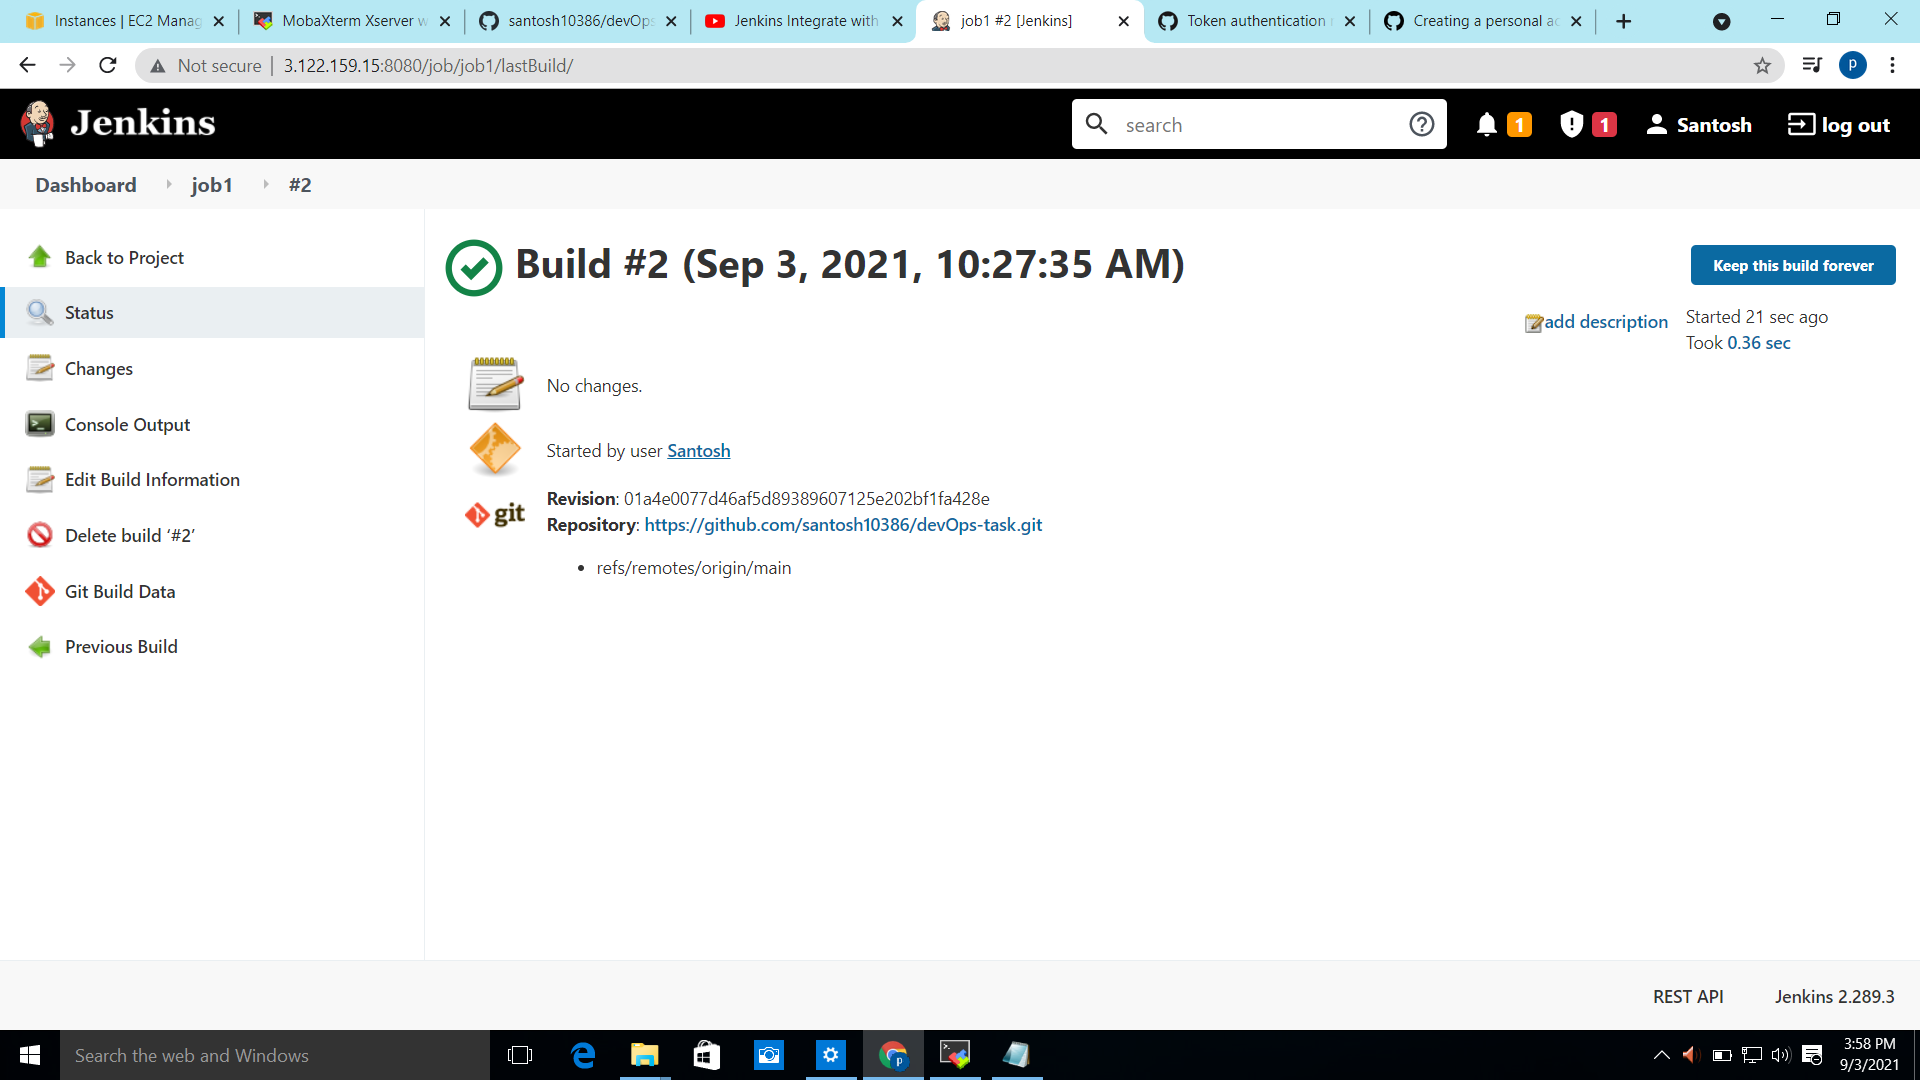 Instances | EC2 Manag
MobaXterm Xserver w
santosh10386/devOps
Jenkins Integrate with
job1 #2 [Jenkins]
Token authentication r
Creating a personal ac
Not secure
3.122.159.15:8080/job/job1/lastBuild/
P
Jenkins
search
1
1
Santosh
log out
Dashboard
job1
#2
Back to Project
Status
Changes
Console Output
Edit Build Information
Delete build ‘#2’
Git Build Data
Previous Build
Build #2 (Sep 3, 2021, 10:27:35 AM)
Keep this build forever
add description
Started 21 sec ago
Took 0.36 sec
No changes.
Started by user Santosh
git
Revision: 01a4e0077d46af5d89389607125e202bf1fa428e
Repository: https://github.com/santosh10386/devOps-task.git
refs/remotes/origin/main
REST API
Jenkins 2.289.3
Search the web and Windows
P
3:58 PM
9/3/2021